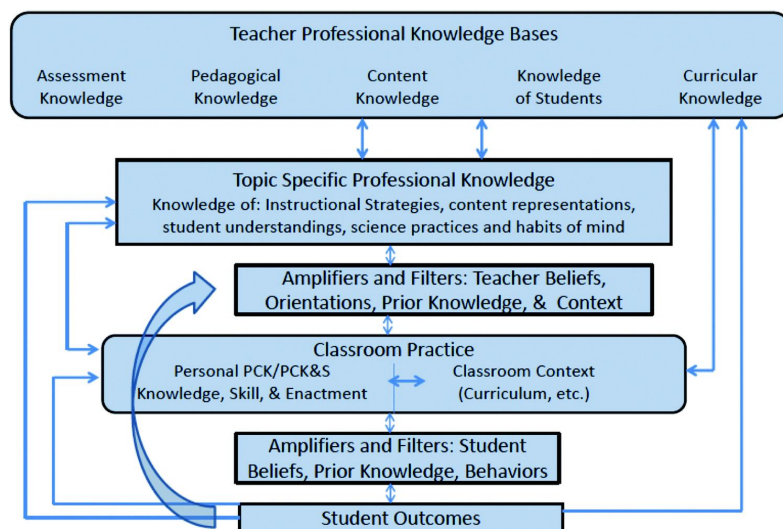 Teacher Professional Knowledge Bases
Assessment Knowledge
Pedagogical Knowledge
Content Knowledge
Knowledge of Students
Curricular Knowledge
Topic Specific Professional Knowledge
Knowledge of: Instructional Strategies, content representations,
student understandings, science practices and habits of mind
Amplifiers and Filters: Teacher Beliefs,
Orientations, Prior Knowledge, & Context
Classroom Practice
Personal PCK/PCK&S
Knowledge, Skill, & Enactment
Classroom Context
(Curriculum, etc.)
Amplifiers and Filters: Student
Beliefs, Prior Knowledge, Behaviors
Student Outcomes